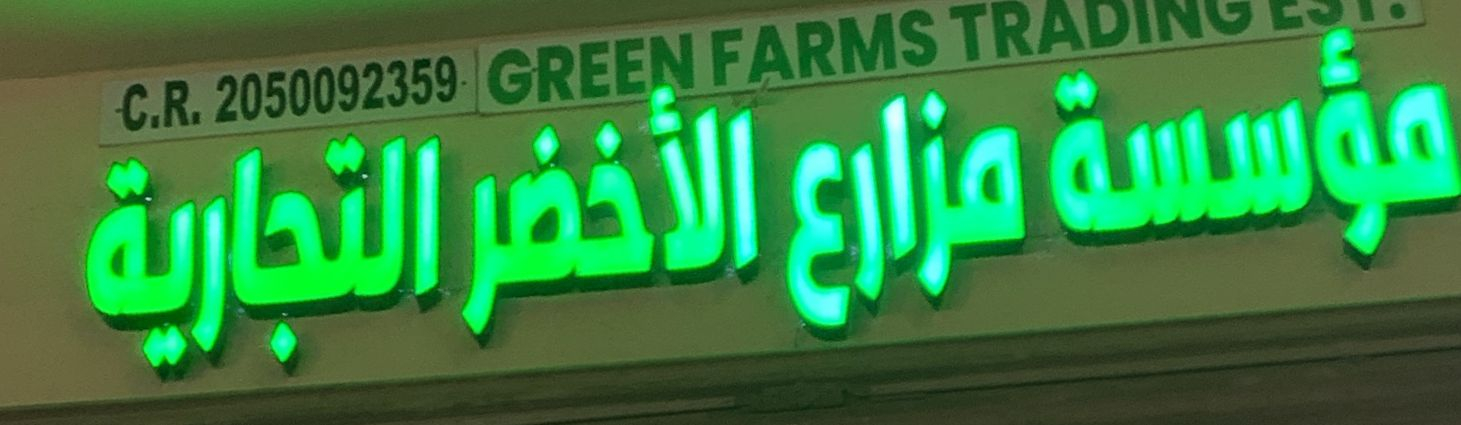 C.R. 2050092359 GREEN FARMS TRADING EST.
مؤسسة مزارع الأخضر التجارية